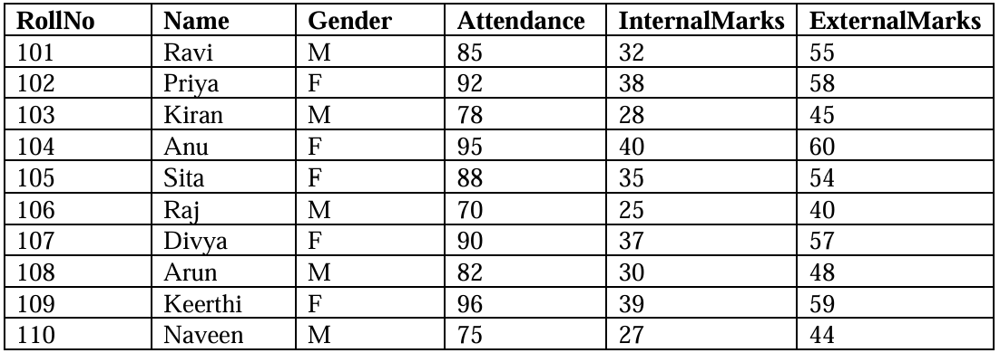 RollNo Name Gender Attendance InternalMarks ExternalMarks
101 Ravi M 85 32 55
102 Priya F 92 38 58
103 Kiran M 78 28 45
104 Anu F 95 40 60
105 Sita F 88 35 54
106 Raj M 70 25 40
107 Divya F 90 37 57
108 Arun M 82 30 48
109 Keerthi F 96 39 59
110 Naveen M 75 27 44